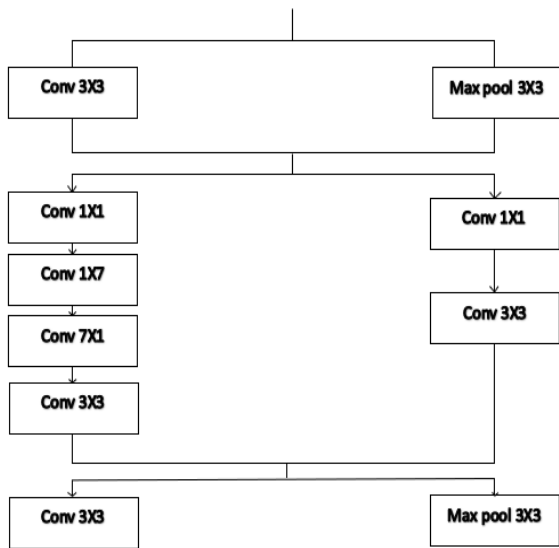 Conv 3X3
Max pool 3X3
Conv 1X1
Conv 1X1
Conv 1X7
Conv 3X3
Conv 7X1
Conv 3X3
Conv 3X3
Max pool 3X3